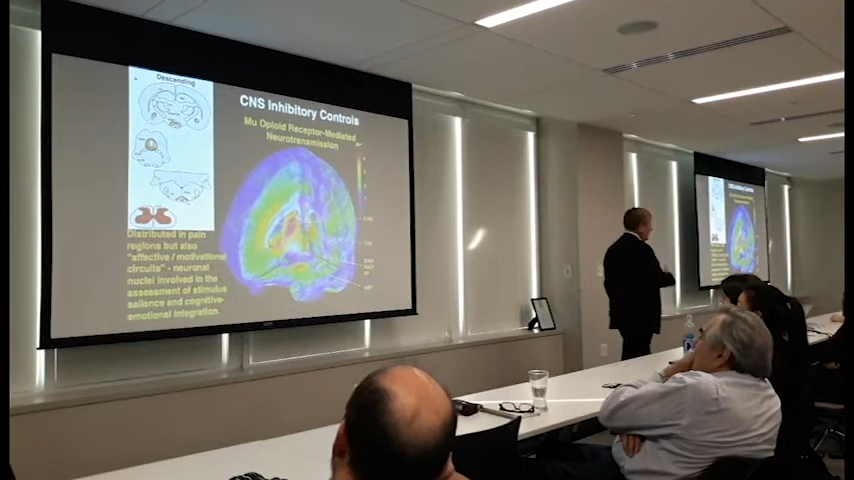 Descending
CNS Inhibitory Controls
Mu Opioid Receptor-Mediated
Neurotransmission
Distributed in pain
regions but also
"affective / motivational
circuits" - neuronal
nuclei involved in the
assessment of stimulus
salience and cognitive-
emotional integration.